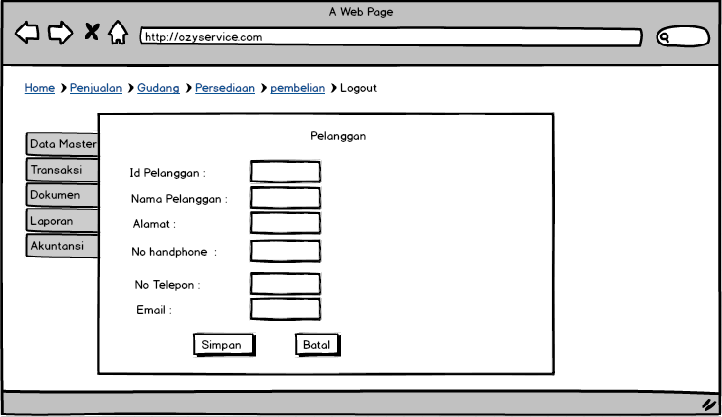 A Web Page
http://ozyservice.com
Home Penjualan Gudang Persediaan pembelian Logout
Data Master
Transaksi
Dokumen
Laporan
Akuntansi
Pelanggan
Id Pelanggan :
Nama Pelanggan :
Alamat :
No handphone :
No Telepon :
Email :
Simpan Batal